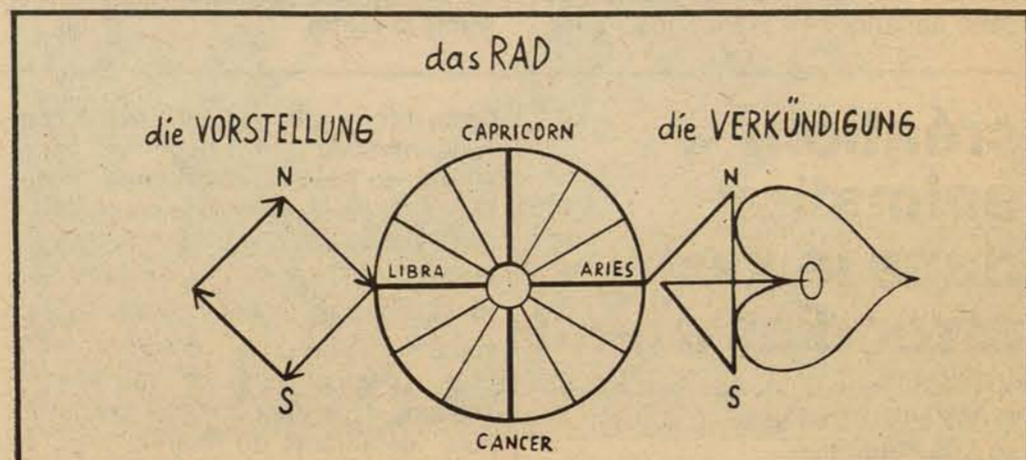 das RAD
die VORSTELLUNG
CAPRICORN
die VERKÜNDIGUNG
N
N
LIBRA
ARIES
S
S
CANCER